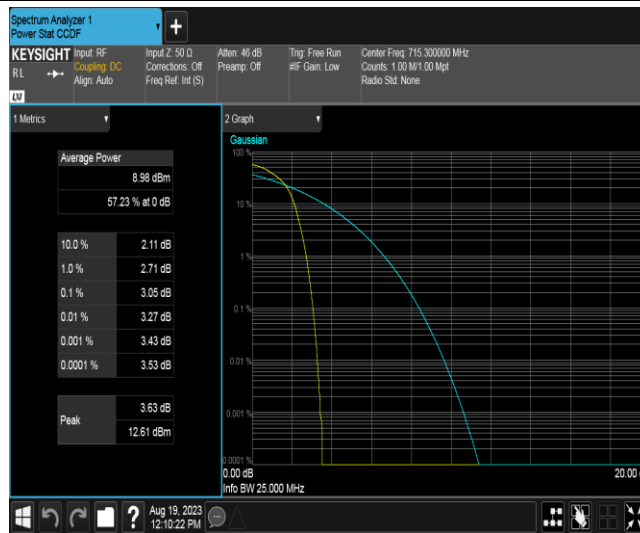 Spectrum Analyzer 1
Power Stat CCDF
KEYSIGHT
RL
LXI
Input: RF
Coupling: DC
Align: Auto
Input Z: 50 Ω
Corrections: Off
Freq Ref: Int (S)
Atten: 46 dB
Preamp: Off
Trig: Free Run
#IF Gain: Low
Center Freq: 715.300000 MHz
Counts: 1.00 M/1.00 Mpt
Radio Std: None
1 Metrics
Average Power
8.98 dBm
57.23 % at 0 dB
10.0 % 2.11 dB
1.0 % 2.71 dB
0.1 % 3.05 dB
0.01 % 3.27 dB
0.001 % 3.43 dB
0.0001 % 3.53 dB
Peak
3.63 dB
12.61 dBm
2 Graph
Gaussian
100 %
10 %
1 %
0.1 %
0.01 %
0.001 %
0.0001 %
0.00 dB
20.00
Info BW 25.000 MHz
Aug 19, 2023
12:10:22 PM